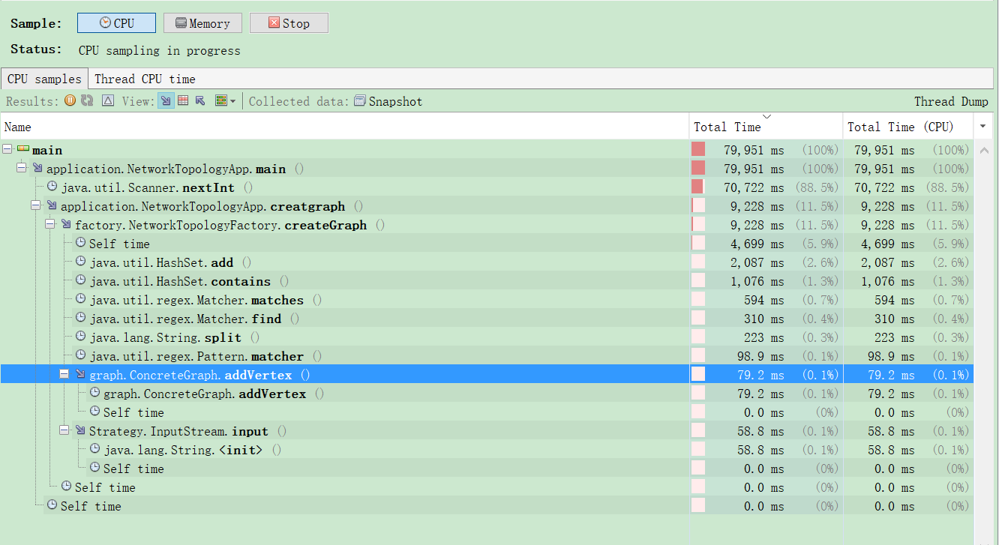 Sample: CPU Memory Stop
Status: CPU sampling in progress
CPU samples Thread CPU time
Results: View: Collected data: Snapshot Thread Dump
Name Total Time Total Time (CPU)
main 79,951 ms (100%) 79,951 ms (100%)
application.NetworkTopologyApp.main () 79,951 ms (100%) 79,951 ms (100%)
java.util.Scanner.nextInt () 70,722 ms (88.5%) 70,722 ms (88.5%)
application.NetworkTopologyApp.creatgraph () 9,228 ms (11.5%) 9,228 ms (11.5%)
factory.NetworkTopologyFactory.createGraph () 9,228 ms (11.5%) 9,228 ms (11.5%)
Self time 4,699 ms (5.9%) 4,699 ms (5.9%)
java.util.HashSet.add () 2,087 ms (2.6%) 2,087 ms (2.6%)
java.util.HashSet.contains () 1,076 ms (1.3%) 1,076 ms (1.3%)
java.util.regex.Matcher.matches () 594 ms (0.7%) 594 ms (0.7%)
java.util.regex.Matcher.find () 310 ms (0.4%) 310 ms (0.4%)
java.lang.String.split () 223 ms (0.3%) 223 ms (0.3%)
java.util.regex.Pattern.matcher () 98.9 ms (0.1%) 98.9 ms (0.1%)
graph.ConcreteGraph.addVertex () 79.2 ms (0.1%) 79.2 ms (0.1%)
graph.ConcreteGraph.addVertex () 79.2 ms (0.1%) 79.2 ms (0.1%)
Self time 0.0 ms (0%) 0.0 ms (0%)
Strategy.InputStream.input () 58.8 ms (0.1%) 58.8 ms (0.1%)
java.lang.String.<init> () 58.8 ms (0.1%) 58.8 ms (0.1%)
Self time 0.0 ms (0%) 0.0 ms (0%)
Self time 0.0 ms (0%) 0.0 ms (0%)
Self time 0.0 ms (0%) 0.0 ms (0%)